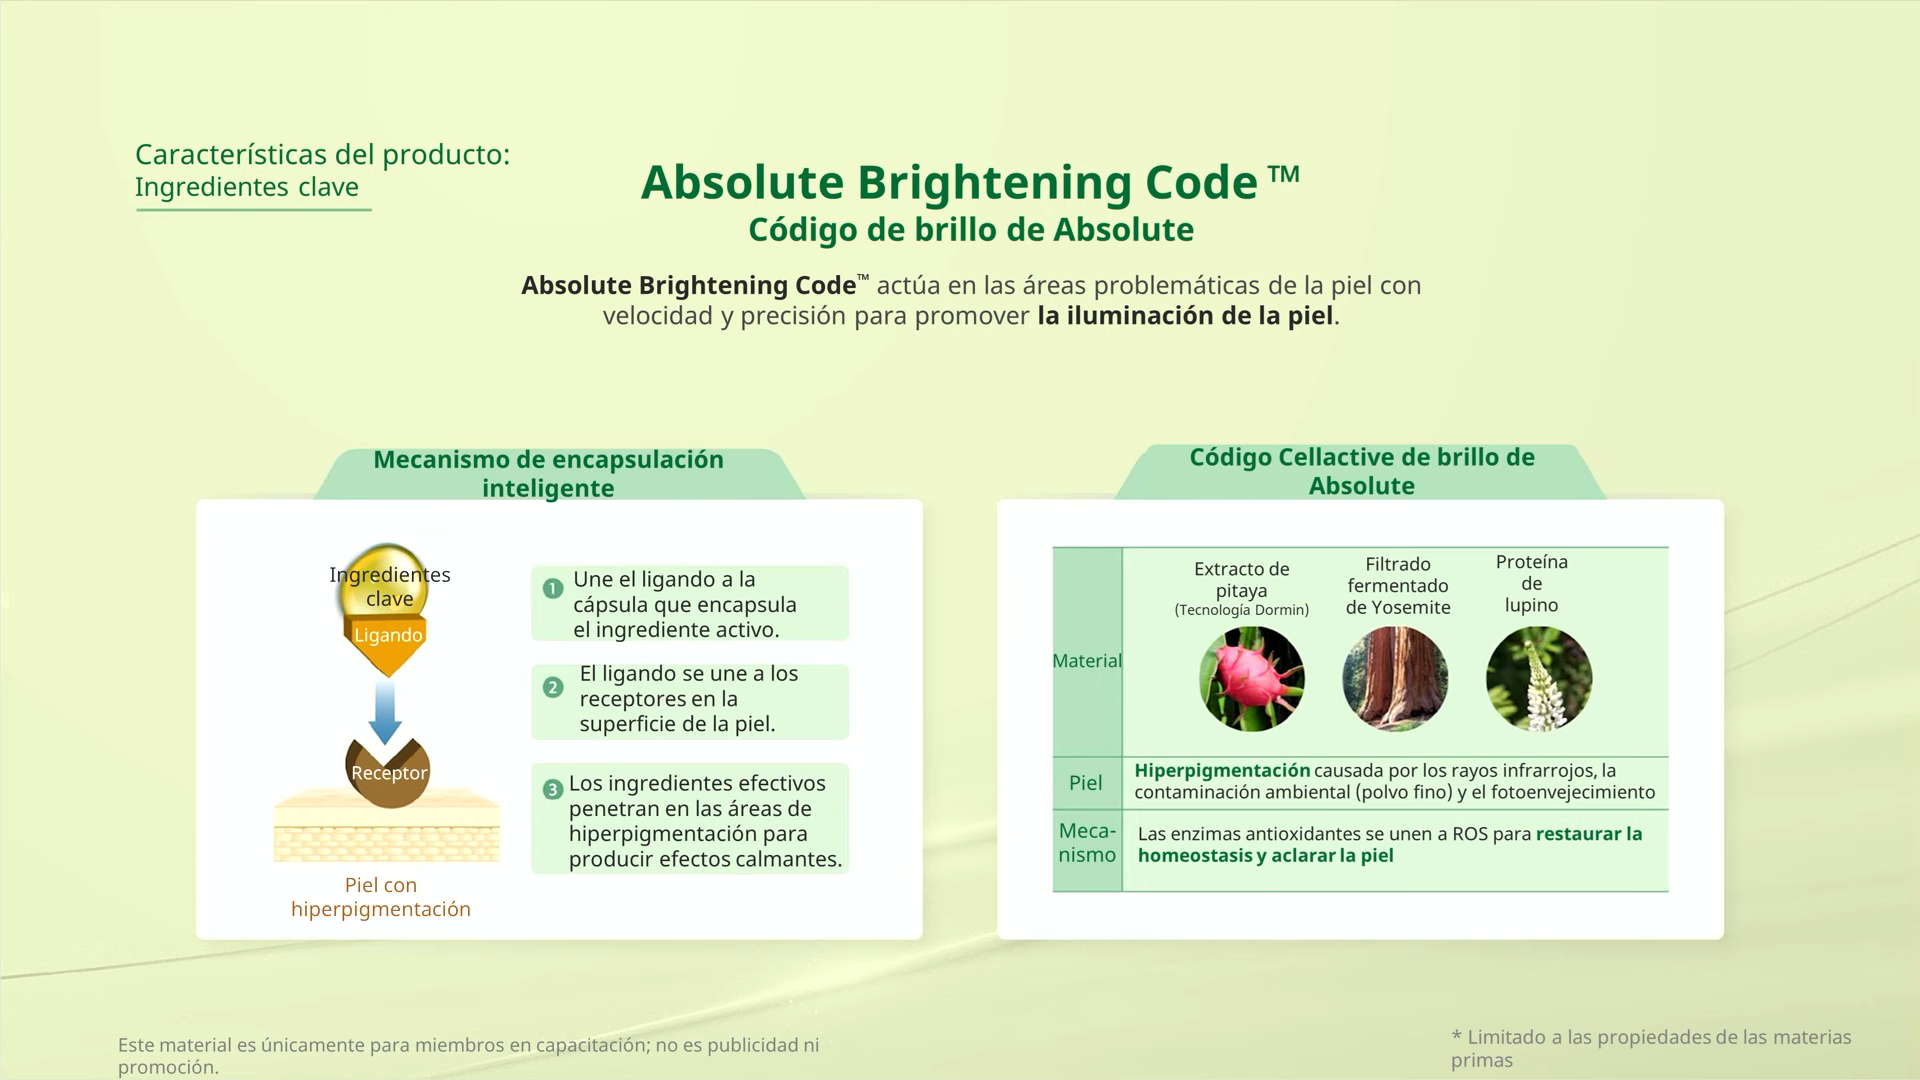 Características del producto:
Ingredientes clave
Absolute Brightening Code™
Código de brillo de Absolute
Absolute Brightening Code™ actúa en las áreas problemáticas de la piel con
velocidad y precisión para promover la iluminación de la piel.
Mecanismo de encapsulación
inteligente
Ingredientes
clave
Ligando
Receptor
Piel con
hiperpigmentación
1 Une el ligando a la
cápsula que encapsula
el ingrediente activo.
2 El ligando se une a los
receptores en la
superficie de la piel.
3 Los ingredientes efectivos
penetran en las áreas de
hiperpigmentación para
producir efectos calmantes.
Código Cellactive de brillo de
Absolute
Material
Extracto de
pitaya
(Tecnología Dormin)
Filtrado
fermentado
de Yosemite
Proteína
de
lupino
Piel
Hiperpigmentación causada por los rayos infrarrojos, la
contaminación ambiental (polvo fino) y el fotoenvejecimiento
Meca-
nismo
Las enzimas antioxidantes se unen a ROS para restaurar la
homeostasis y aclarar la piel
Este material es únicamente para miembros en capacitación; no es publicidad ni
promoción.
* Limitado a las propiedades de las materias
primas